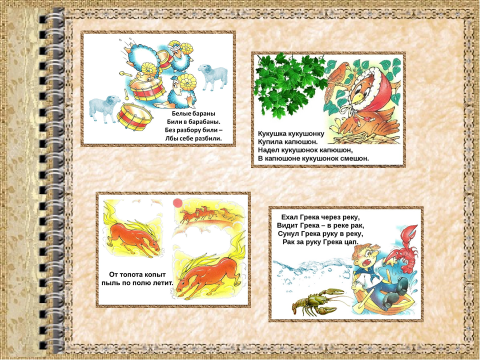 Белые бараны
Били в барабаны.
Без разбору били –
Лбы себе разбили.
Кукушка кукушонку
Купила капюшон.
Надел кукушонок капюшон,
В капюшоне кукушонок смешон.
От топота копыт
пыль по полю летит.
Ехал Грека через реку,
Видит Грека – в реке рак,
Сунул Грека руку в реку,
Рак за руку Грека цап.